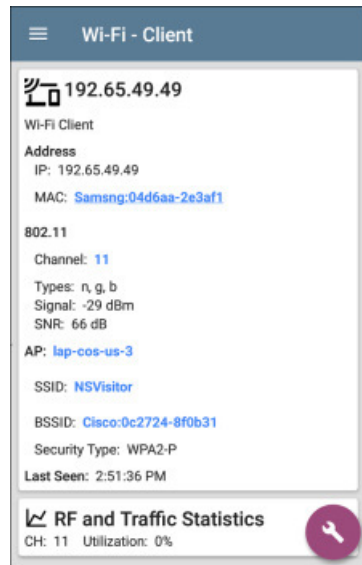 Wi-Fi - Client
192.65.49.49
Wi-Fi Client
Address
IP: 192.65.49.49
MAC: Samsng:04d6aa-2e3af1
802.11
Channel: 11
Types: n, g, b
Signal: -29 dBm
SNR: 66 dB
AP: lap-cos-us-3
SSID: NSVisitor
BSSID: Cisco:0c2724-8f0b31
Security Type: WPA2-P
Last Seen: 2:51:36 PM
RF and Traffic Statistics
CH: 11 Utilization: 0%